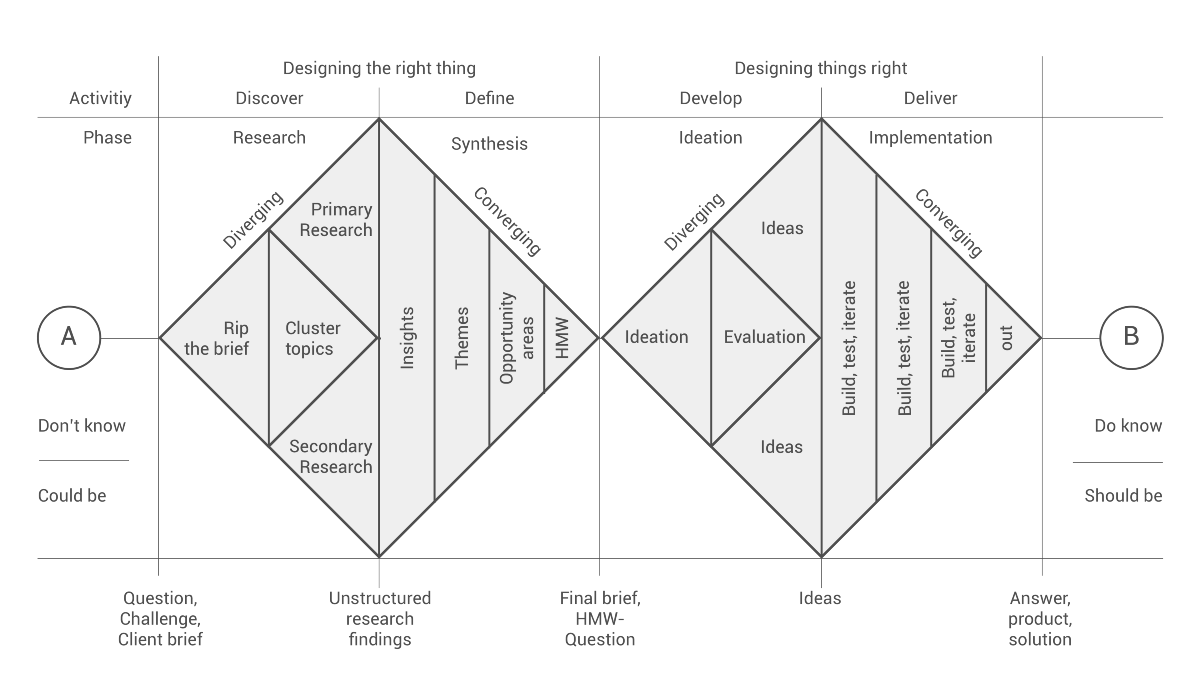 Designing the right thing
Designing things right
Activitiy
Discover
Define
Develop
Deliver
Phase
Research
Synthesis
Ideation
Implementation
Diverging
Converging
Diverging
Converging
Primary
Research
Rip
the brief
Cluster
topics
Secondary
Research
Insights
Themes
Opportunity
areas
HMW
Ideas
Ideation
Evaluation
Ideas
Build, test, iterate
Build, test, iterate
Build, test,
iterate
out
A
B
Don't know
Could be
Do know
Should be
Question,
Challenge,
Client brief
Unstructured
research
findings
Final brief,
HMW-
Question
Ideas
Answer,
product,
solution